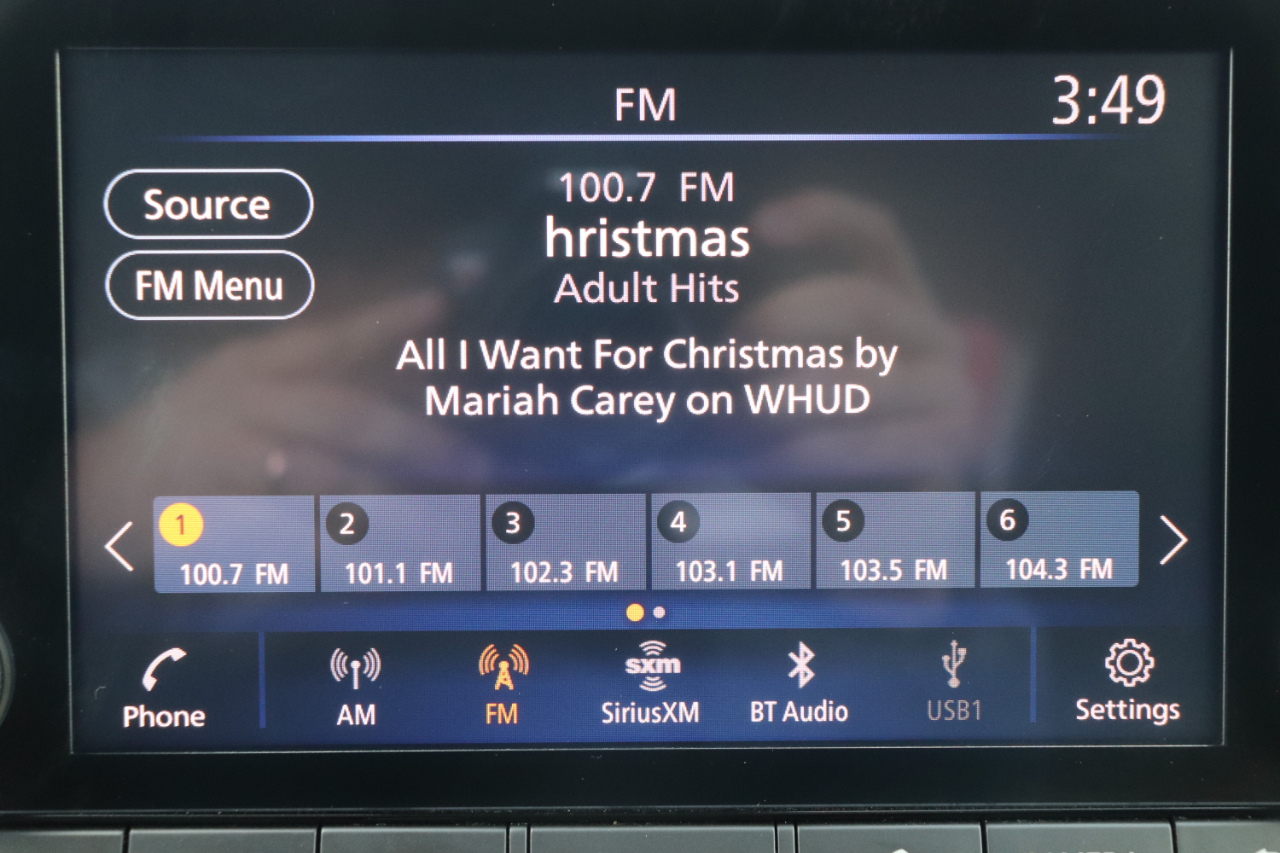 FM
3:49
Source
100.7 FM
hristmas
FM Menu
Adult Hits
All I Want For Christmas by
Mariah Carey on WHUD
1
2
3
4
5
6
100.7 FM
101.1 FM
102.3 FM
103.1 FM
103.5 FM
104.3 FM
sxm
Phone
AM
FM
SiriusXM
BT Audio
USB1
Settings